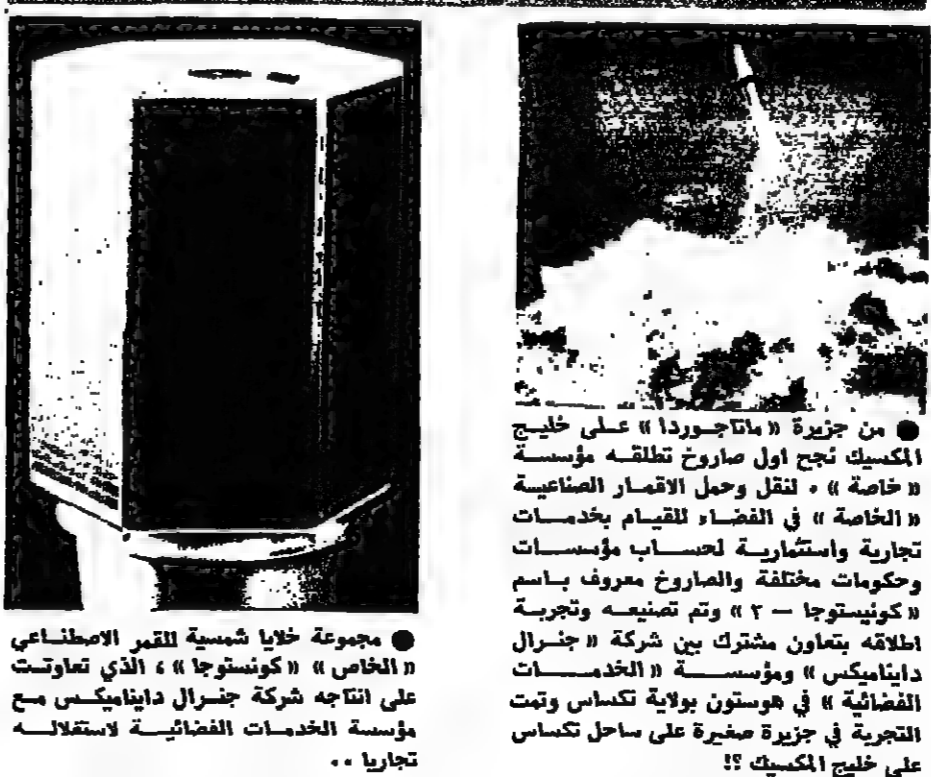 ● من جزيرة « ماتاجوردا » على خليج
المكسيك نجح اول صاروخ تطلقه مؤسسة
« خاصة » ، لنقل وحمل الاقمار الصناعية
« الخاصة » في الفضاء للقيام بخدمات
تجارية واستثمارية لحساب مؤسسات
وحكومات مختلفة والصاروخ معروف باسم
« كونيستوجا — ٢ » وتم تصنيعه وتجربة
اطلاقه بتعاون مشترك بين شركة « جنرال
دايناميكس » ومؤسسة « الخدمات
الفضائية » في هوستون بولاية تكساس وتمت
التجربة في جزيرة صغيرة على ساحل تكساس
على خليج المكسيك ؟!
● مجموعة خلايا شمسية للقمر الاصطناعي
« الخاص » « كونستوجا » ، الذي تعاونت
على انتاجه شركة جنرال دايناميكس مع
مؤسسة الخدمات الفضائية لاستغلاله
تجاريا ..